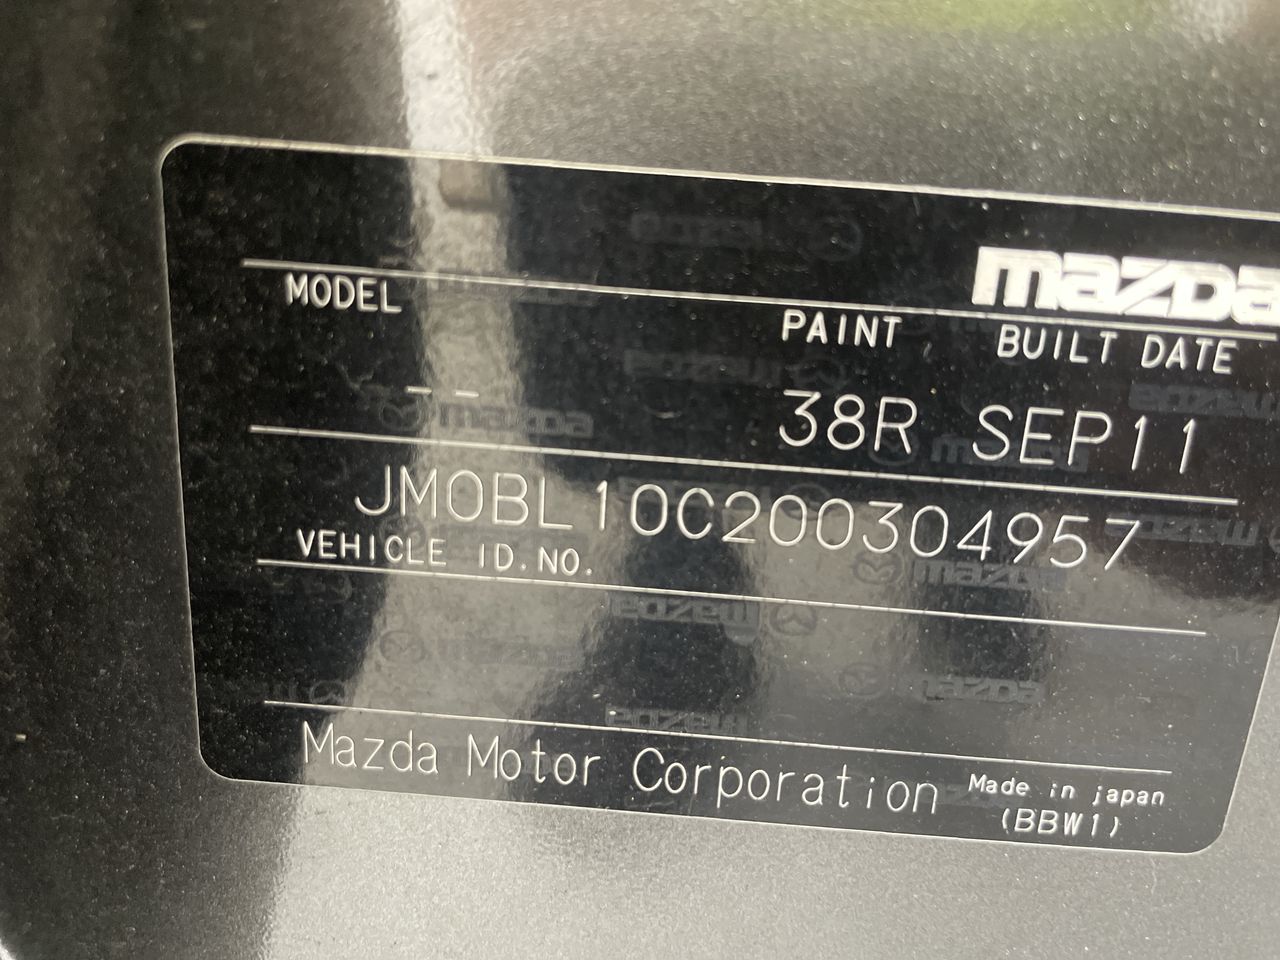 mazda
MODEL PAINT BUILT DATE
-- 38R SEP11
JM0BL10C200304957
VEHICLE ID.NO.
Mazda Motor Corporation Made in japan
(BBW1)